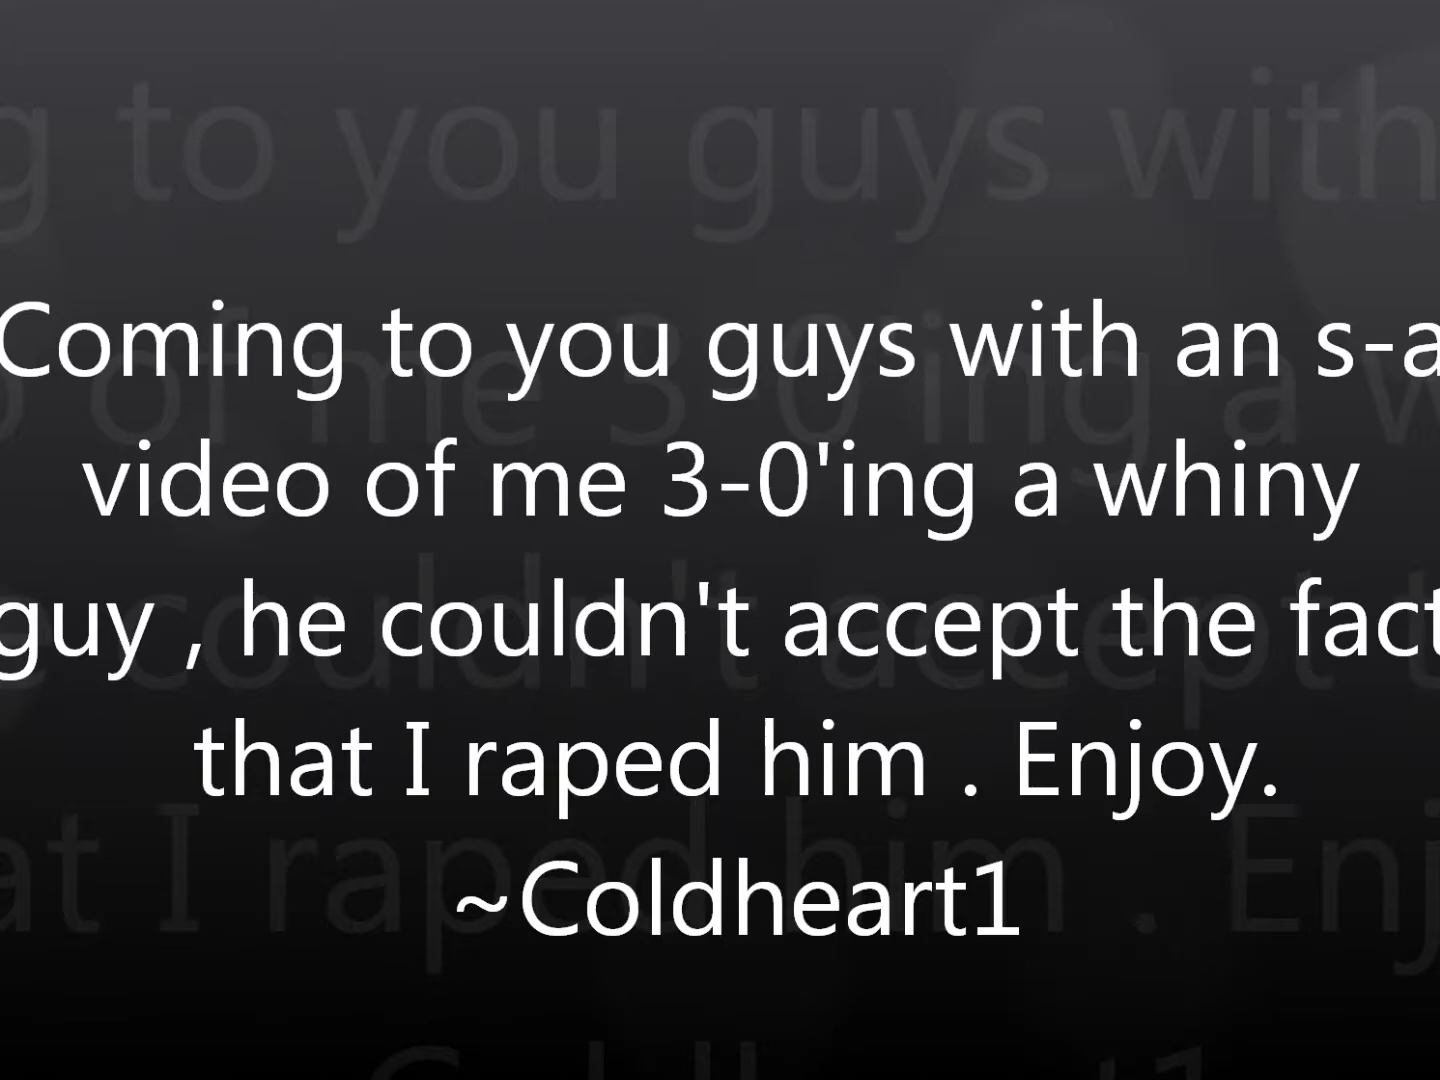 Coming to you guys with an s-a
video of me 3-0'ing a whiny
guy , he couldn't accept the fact
that I raped him . Enjoy.
~Coldheart1